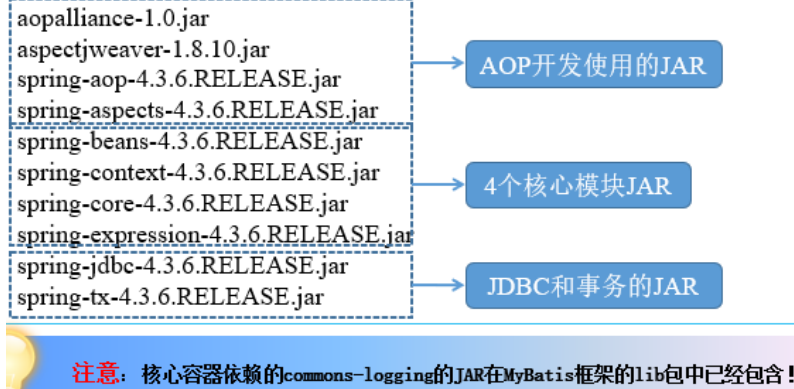 aopalliance-1.0.jar
aspectjweaver-1.8.10.jar
spring-aop-4.3.6.RELEASE.jar
spring-aspects-4.3.6.RELEASE.jar
AOP开发使用的JAR
spring-beans-4.3.6.RELEASE.jar
spring-context-4.3.6.RELEASE.jar
spring-core-4.3.6.RELEASE.jar
spring-expression-4.3.6.RELEASE.jar
4个核心模块JAR
spring-jdbc-4.3.6.RELEASE.jar
spring-tx-4.3.6.RELEASE.jar
JDBC和事务的JAR
注意：核心容器依赖的commons-logging的JAR在MyBatis框架的lib包中已经包含！